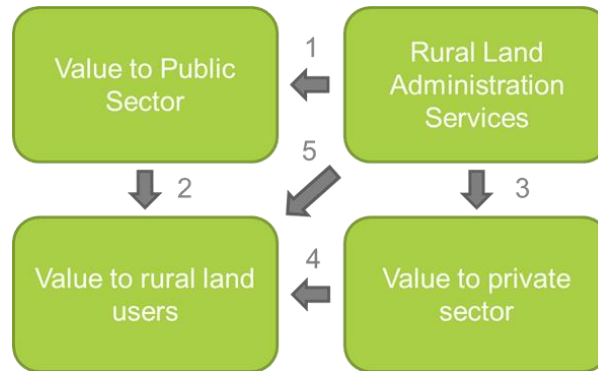 Value to Public
Sector
1
Rural Land
Administration
Services
5
2
3
Value to rural land
users
4
Value to private
sector